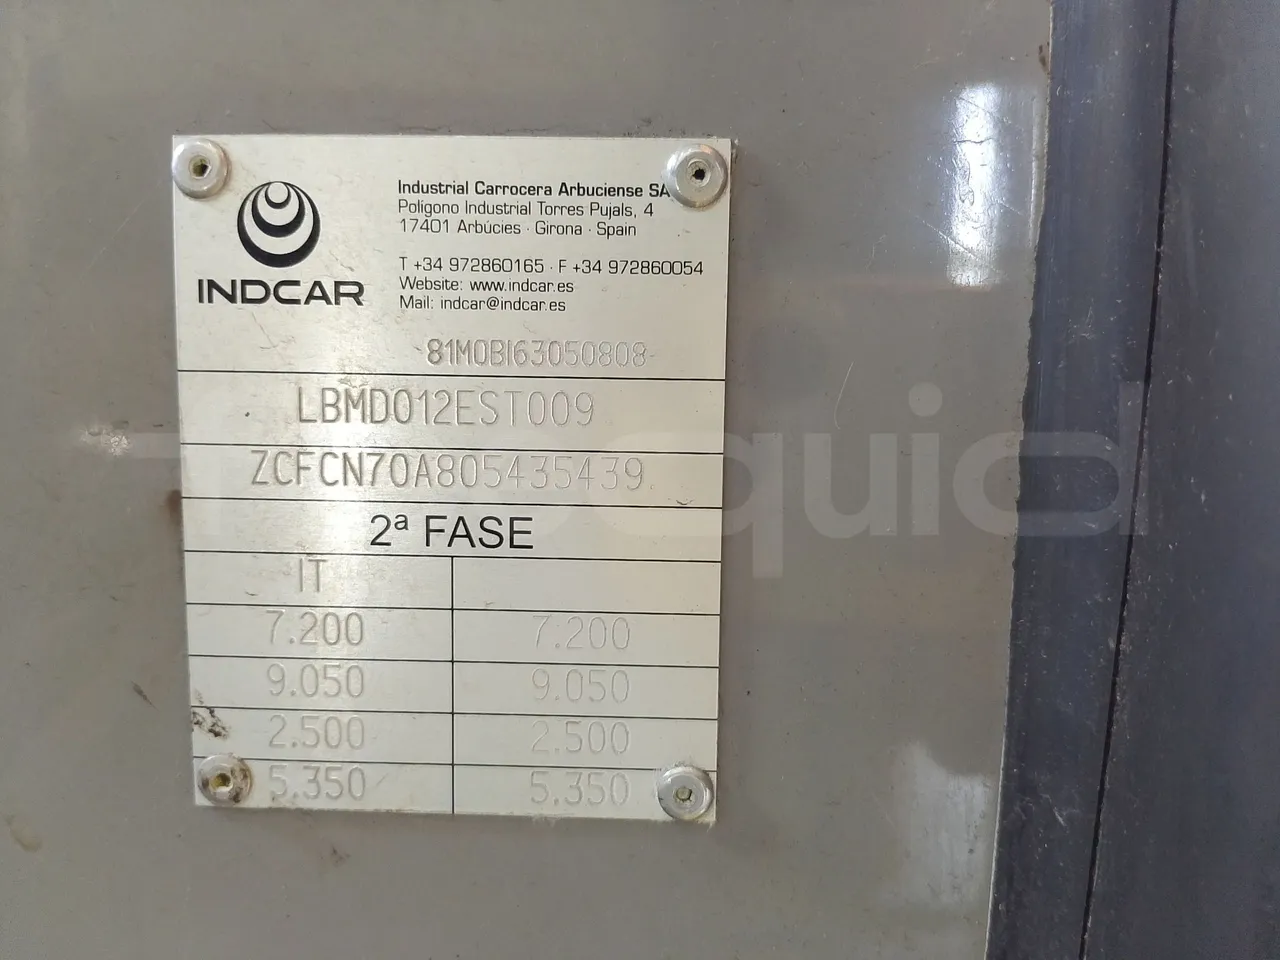 INDCAR
Industrial Carrocera Arbuciense SA
Polígono Industrial Torres Pujals, 4
17401 Arbúcies · Girona · Spain
T +34 972860165 · F +34 972860054
Website: www.indcar.es
Mail: indcar@indcar.es
81MOBI63050808
LBMD012EST009
ZCFCN70A805435439
2ª FASE
IT
7.200 7.200
9.050 9.050
2.500 2.500
5.350 5.350